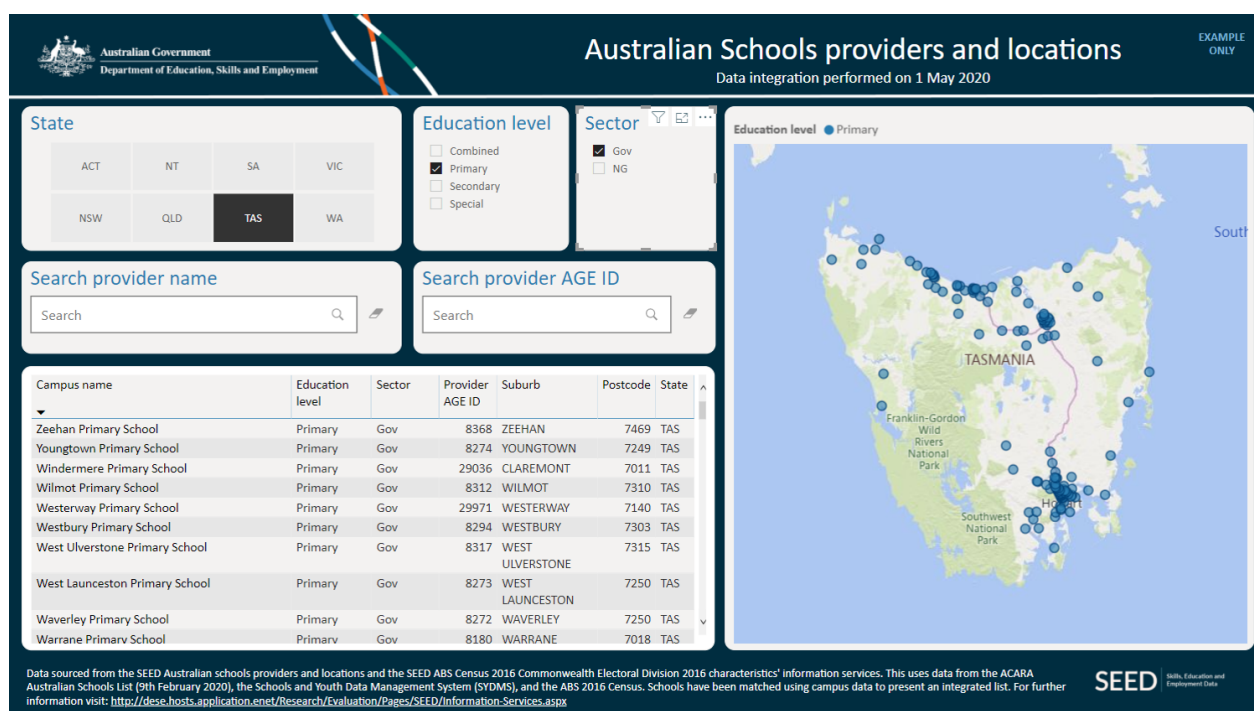 Australian Government
Department of Education, Skills and Employment
Australian Schools providers and locations
Data integration performed on 1 May 2020
EXAMPLE
ONLY
State
ACT NT SA VIC
NSW QLD TAS WA
Education level
Combined
Primary
Secondary
Special
Sector
Gov
NG
Search provider name
Search
Search provider AGE ID
Search
Campus name Education level Sector Provider AGE ID Suburb Postcode State
Zeehan Primary School Primary Gov 8368 ZEEHAN 7469 TAS
Youngtown Primary School Primary Gov 8274 YOUNGTOWN 7249 TAS
Windermere Primary School Primary Gov 29036 CLAREMONT 7011 TAS
Wilmot Primary School Primary Gov 8312 WILMOT 7310 TAS
Westerway Primary School Primary Gov 29971 WESTERWAY 7140 TAS
Westbury Primary School Primary Gov 8294 WESTBURY 7303 TAS
West Ulverstone Primary School Primary Gov 8317 WEST ULVERSTONE 7315 TAS
West Launceston Primary School Primary Gov 8273 WEST LAUNCESTON 7250 TAS
Waverley Primary School Primary Gov 8272 WAVERLEY 7250 TAS
Warrane Primary School Primary Gov 8180 WARRANE 7018 TAS
Education level Primary
South
TASMANIA
Franklin-Gordon
Wild
Rivers
National
Park
Southwest
National
Park
Data sourced from the SEED Australian schools providers and locations and the SEED ABS Census 2016 Commonwealth Electoral Division 2016 characteristics' information services. This uses data from the ACARA
Australian Schools List (9th February 2020), the Schools and Youth Data Management System (SYDMS), and the ABS 2016 Census. Schools have been matched using campus data to present an integrated list. For further
information visit: http://dese.hosts.application.enet/Research/Evaluation/Pages/SEED/Information-Services.aspx
SEED
Skills, Education and
Employment Data